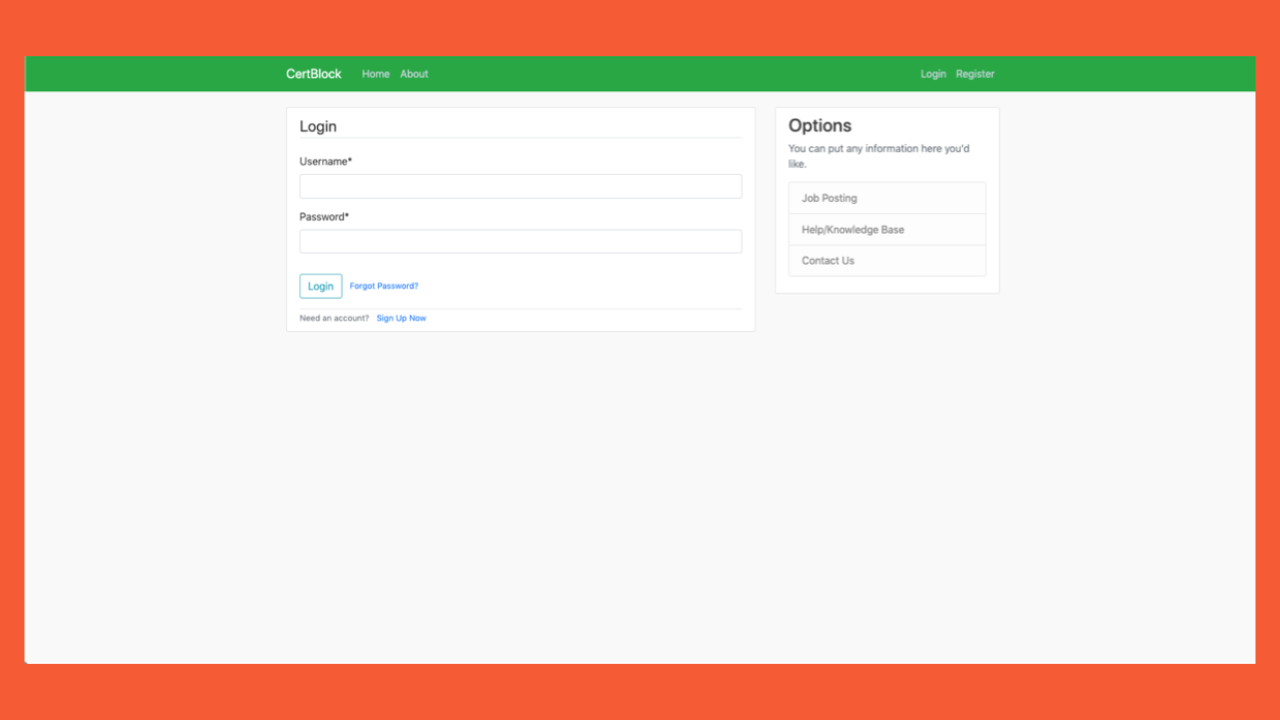 CertBlock Home About Login Register
Login
Username*
Password*
Login Forgot Password?
Need an account? Sign Up Now
Options
You can put any information here you'd
like.
Job Posting
Help/Knowledge Base
Contact Us